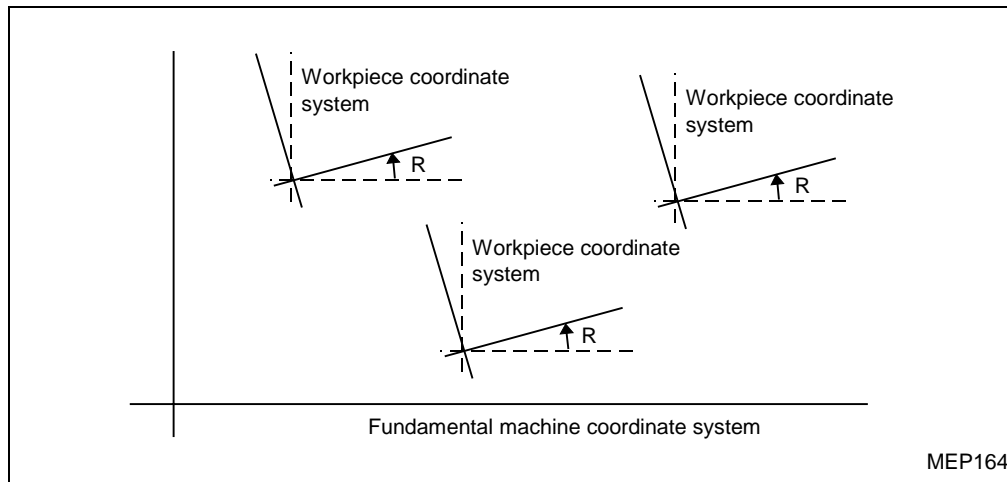 Workpiece coordinate
system
R
Workpiece coordinate
system
R
Workpiece coordinate
system
R
Fundamental machine coordinate system
MEP164